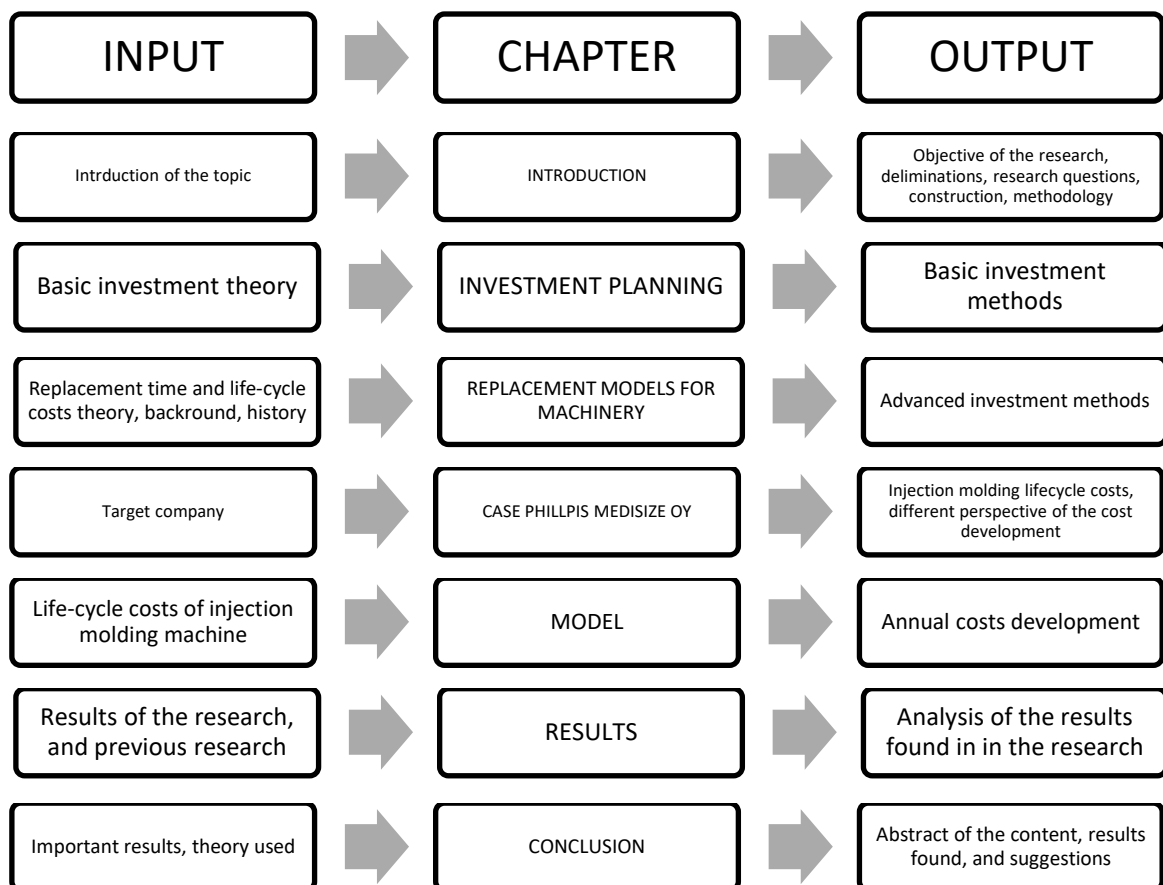 INPUT
CHAPTER
OUTPUT
Intrduction of the topic
INTRODUCTION
Objective of the research,
deliminations, research questions,
construction, methodology
Basic investment theory
INVESTMENT PLANNING
Basic investment
methods
Replacement time and life-cycle
costs theory, backround, history
REPLACEMENT MODELS FOR
MACHINERY
Advanced investment methods
Target company
CASE PHILLPIS MEDISIZE OY
Injection molding lifecycle costs,
different perspective of the cost
development
Life-cycle costs of injection
molding machine
MODEL
Annual costs development
Results of the research,
and previous research
RESULTS
Analysis of the results
found in in the research
Important results, theory used
CONCLUSION
Abstract of the content, results
found, and suggestions